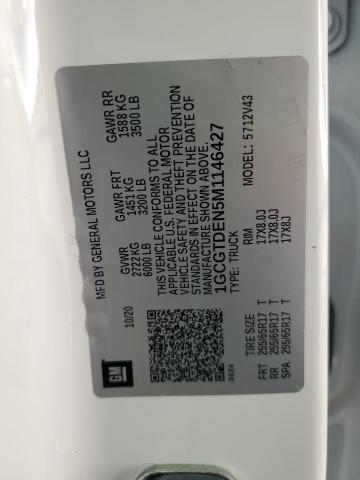 MFD BY GENERAL MOTORS LLC
10/20
GVWR
2722 KG
6000 LB
GAWR FRT
1451 KG
3200 LB
GAWR RR
1588 KG
3500 LB
THIS VEHICLE CONFORMS TO ALL
APPLICABLE U.S. FEDERAL MOTOR
VEHICLE SAFETY AND THEFT PREVENTION
STANDARDS IN EFFECT ON THE DATE OF
MANUFACTURE SHOWN ABOVE.
1GCGTDEN5M1146427
TYPE: TRUCK
MODEL: 5712V43
TIRE SIZE
RIM
FRT 255/65R17 T 17X8.0J
RR 255/65R17 T 17X8.0J
SPA 255/65R17 T 17X8J
GM
8624